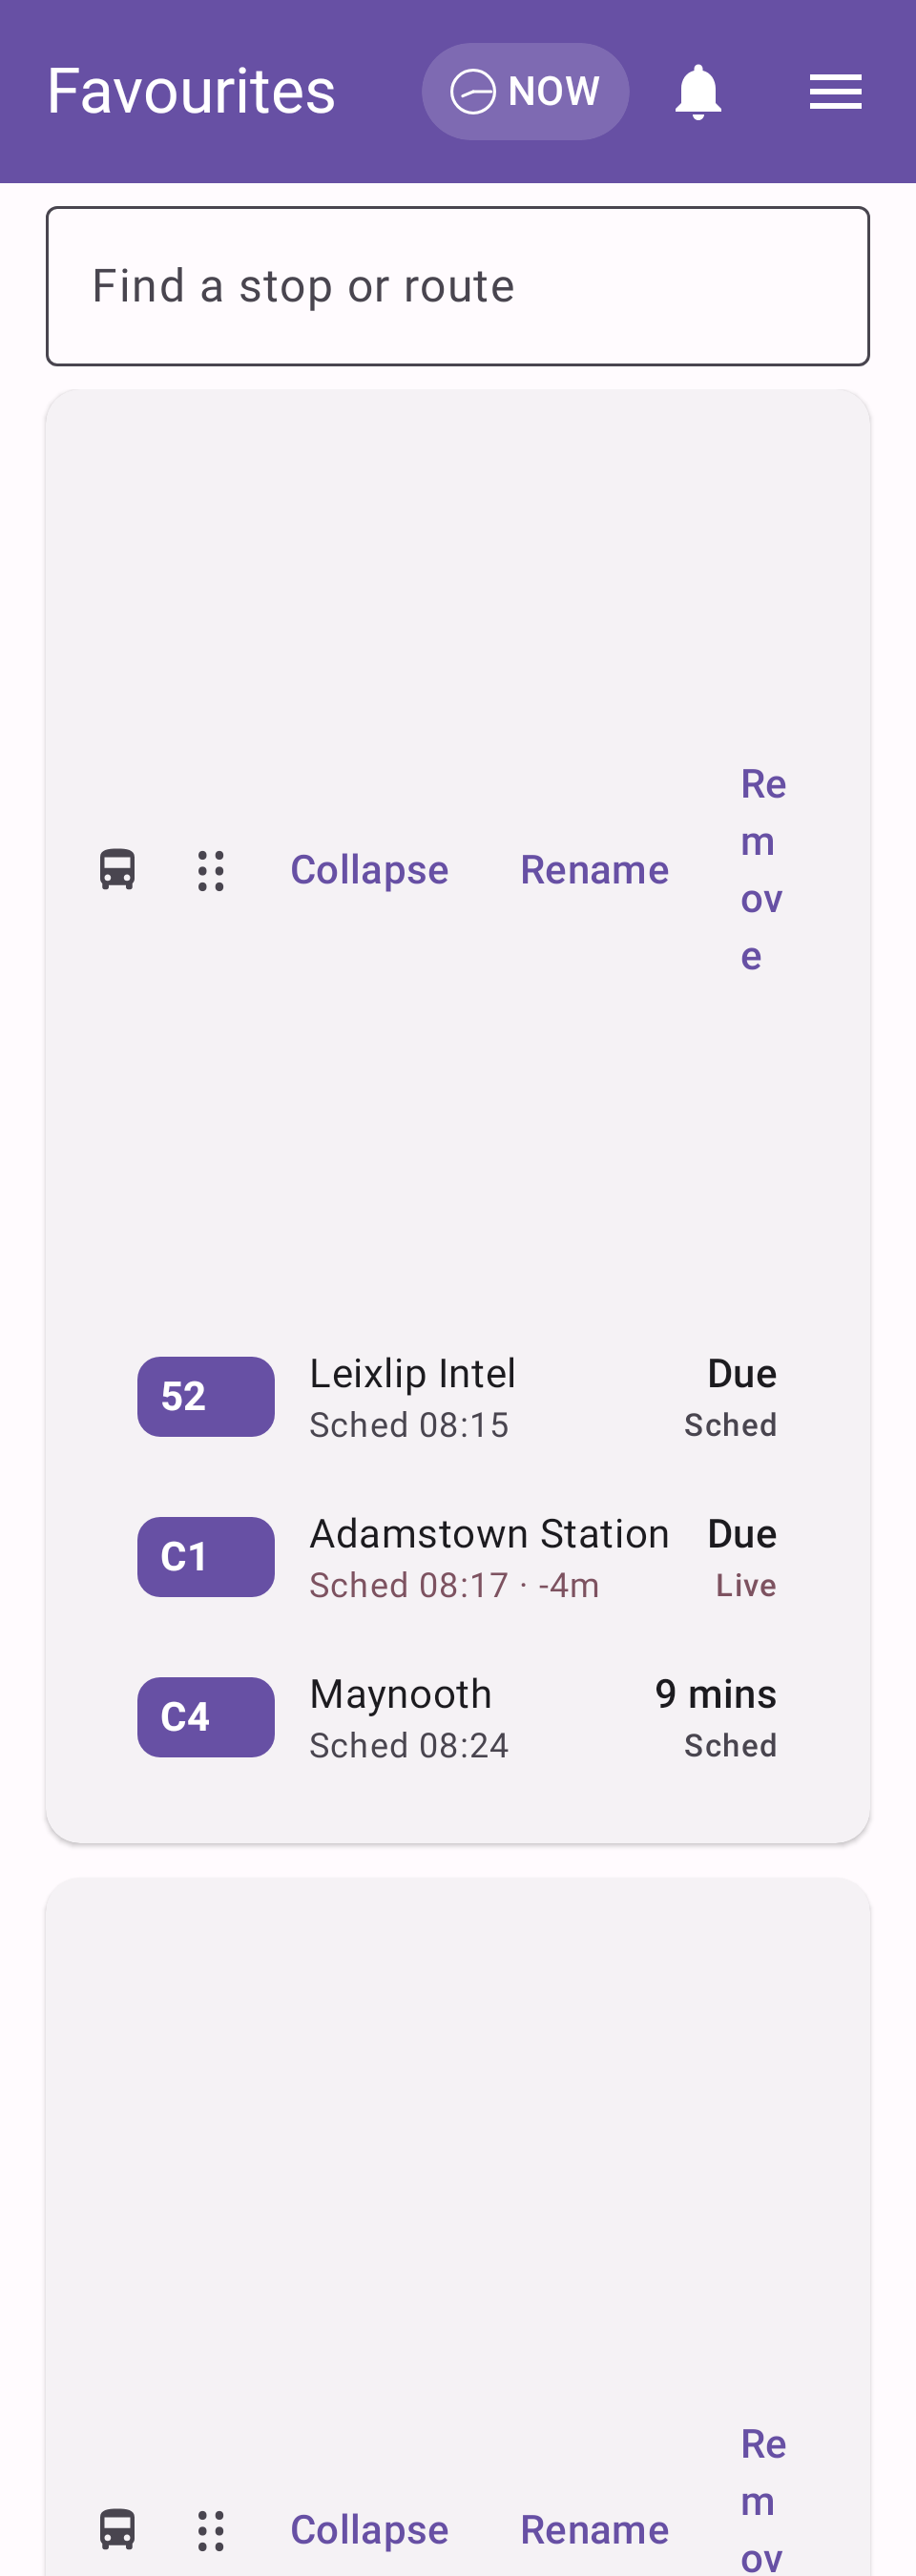 Favourites
NOW
Find a stop or route
Collapse
Rename
Re
m
ov
e
52
Leixlip Intel
Due
Sched 08:15
Sched
C1
Adamstown Station
Due
Sched 08:17 · -4m
Live
C4
Maynooth
9 mins
Sched 08:24
Sched
Collapse
Rename
Re
m
ov